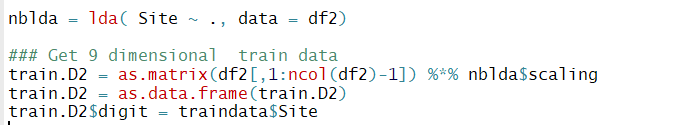 nblda = lda( Site ~ ., data = df2)
### Get 9 dimensional  train data
train.D2 = as.matrix(df2[,1:ncol(df2)-1]) %*% nblda$scaling
train.D2 = as.data.frame(train.D2)
train.D2$digit = traindata$Site